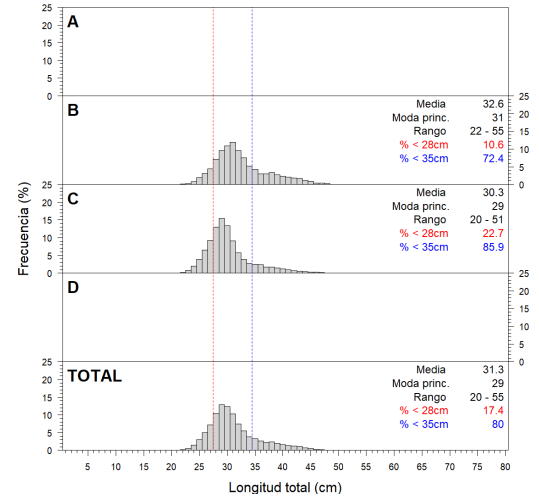 25
20
15
10
5
0
A
25
20
15
10
5
0
B
Media 32.6
Moda princ. 31
Rango 22 - 55
% < 28cm 10.6
% < 35cm 72.4
25
20
15
10
5
0
C
Media 30.3
Moda princ. 29
Rango 20 - 51
% < 28cm 22.7
% < 35cm 85.9
25
20
15
10
5
0
D
25
20
15
10
5
0
TOTAL
Media 31.3
Moda princ. 29
Rango 20 - 55
% < 28cm 17.4
% < 35cm 80
5 10 15 20 25 30 35 40 45 50 55 60 65 70 75 80
Longitud total (cm)
Frecuencia (%)